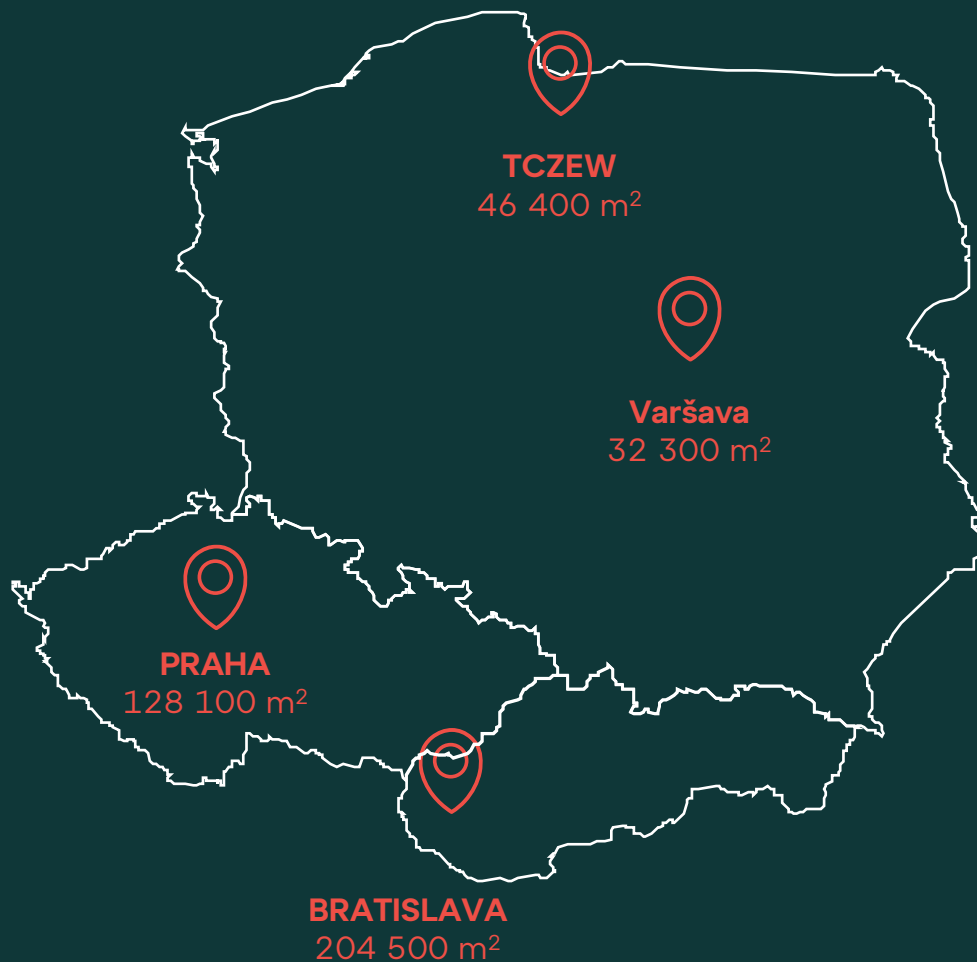 TCZEW
46 400 m²
Varšava
32 300 m²
PRAHA
128 100 m²
BRATISLAVA
204 500 m²